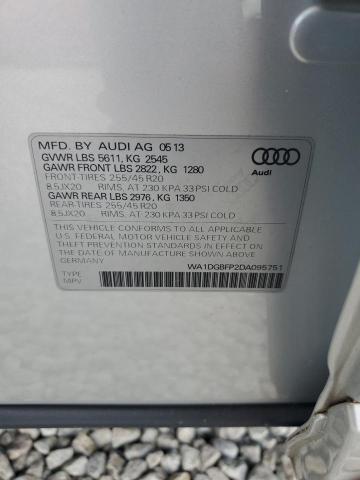 MFD. BY AUDI AG 05 13
GVWR LBS 5611, KG 2545
GAWR FRONT LBS 2822, KG 1280
FRONT-TIRES 255/45 R20
8.5JX20 RIMS, AT 230 KPA 33 PSI COLD
GAWR REAR LBS 2976, KG 1350
REAR-TIRES 255/45 R20
8.5JX20 RIMS, AT 230 KPA 33 PSI COLD
THIS VEHICLE CONFORMS TO ALL APPLICABLE
U.S. FEDERAL MOTOR VEHICLE SAFETY AND
THEFT PREVENTION STANDARDS IN EFFECT ON
THE DATE OF MANUFACTURE SHOWN ABOVE.
GERMANY
WA1DGBFP2DA095751
TYPE:
MPV
Audi